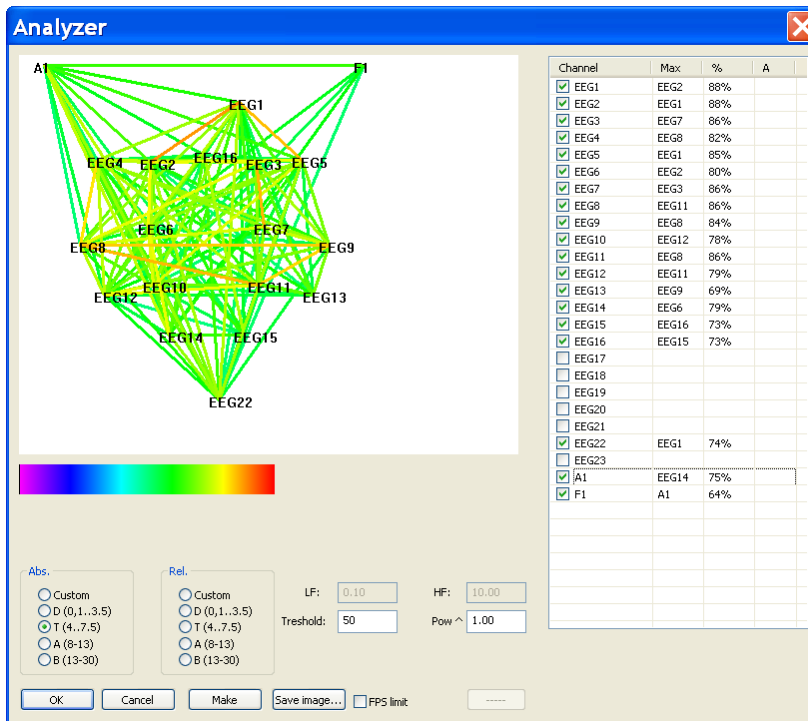 Analyzer
A1
F1
EEG1
EEG4
EEG2
EEG16
EEG3
EEG5
EEG6
EEG7
EEG8
EEG9
EEG10
EEG11
EEG12
EEG13
EEG14
EEG15
EEG22
Channel Max % A
EEG1 EEG2 88%
EEG2 EEG1 88%
EEG3 EEG7 86%
EEG4 EEG8 82%
EEG5 EEG1 85%
EEG6 EEG2 80%
EEG7 EEG3 86%
EEG8 EEG11 86%
EEG9 EEG8 84%
EEG10 EEG12 78%
EEG11 EEG8 86%
EEG12 EEG11 79%
EEG13 EEG9 69%
EEG14 EEG6 79%
EEG15 EEG16 73%
EEG16 EEG15 73%
EEG17
EEG18
EEG19
EEG20
EEG21
EEG22 EEG1 74%
EEG23
A1 EEG14 75%
F1 A1 64%
Abs.
Custom
D (0,1..3.5)
T (4..7.5)
A (8-13)
B (13-30)
Rel.
Custom
D (0,1..3.5)
T (4..7.5)
A (8-13)
B (13-30)
LF: 0.10 HF: 10.00
Treshold: 50 Pow ^ 1.00
OK Cancel Make Save image... FPS limit -----